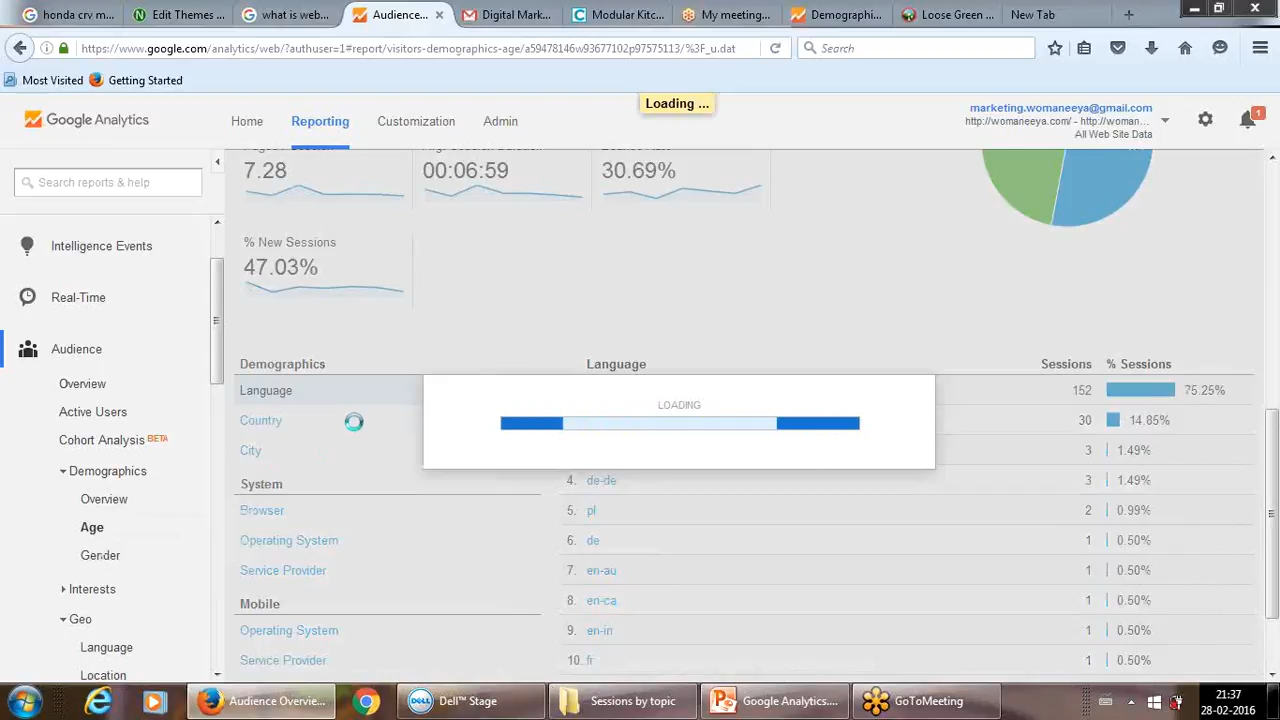 honda crv m...
Edit Themes ...
what is web...
Audience...
Digital Mark...
Modular Kitc...
My meeting...
Demographi...
Loose Green ...
New Tab
https://www.google.com/analytics/web/?authuser=1#report/visitors-demographics-age/a59478146w93677102p97575113/%3F_u.dat
Search
Most Visited
Getting Started
Loading ...
Google Analytics
Home
Reporting
Customization
Admin
marketing.womaneeya@gmail.com
http://womaneeya.com/ - http://woman...
All Web Site Data
1
Search reports & help
7.28
00:06:59
30.69%
% New Sessions
47.03%
Intelligence Events
Real-Time
Audience
Overview
Active Users
Cohort Analysis BETA
Demographics
Overview
Age
Gender
Interests
Geo
Language
Location
Demographics
Language
Country
City
System
Browser
Operating System
Service Provider
Mobile
Operating System
Service Provider
Language
Sessions
% Sessions
152 75.25%
30 14.85%
3 1.49%
4. de-de 3 1.49%
5. pl 2 0.99%
6. de 1 0.50%
7. en-au 1 0.50%
8. en-ca 1 0.50%
9. en-in 1 0.50%
10. fr 1 0.50%
LOADING
Audience Overvie...
Dell™ Stage
Sessions by topic
Google Analytics....
GoToMeeting
21:37
28-02-2016